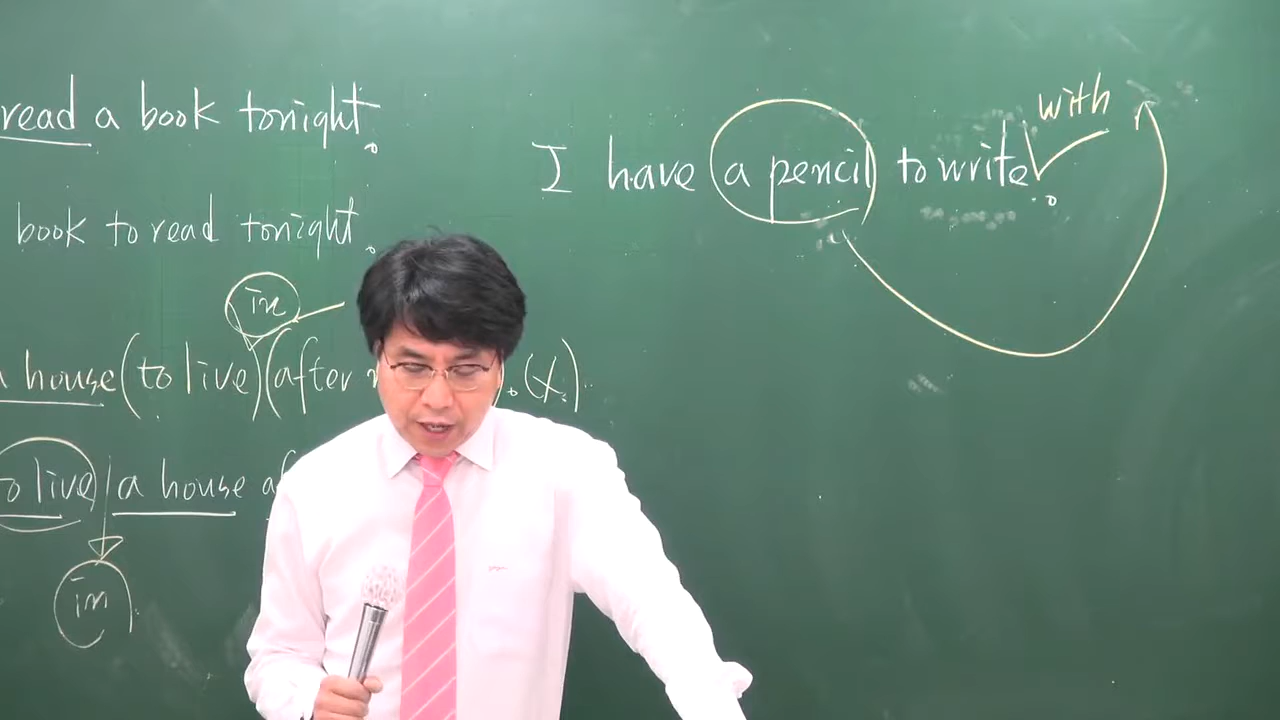 read a book tonight.
book to read tonight.
in
a house (to live) (after . (X).
to live a house
in
with
I have a pencil to write.